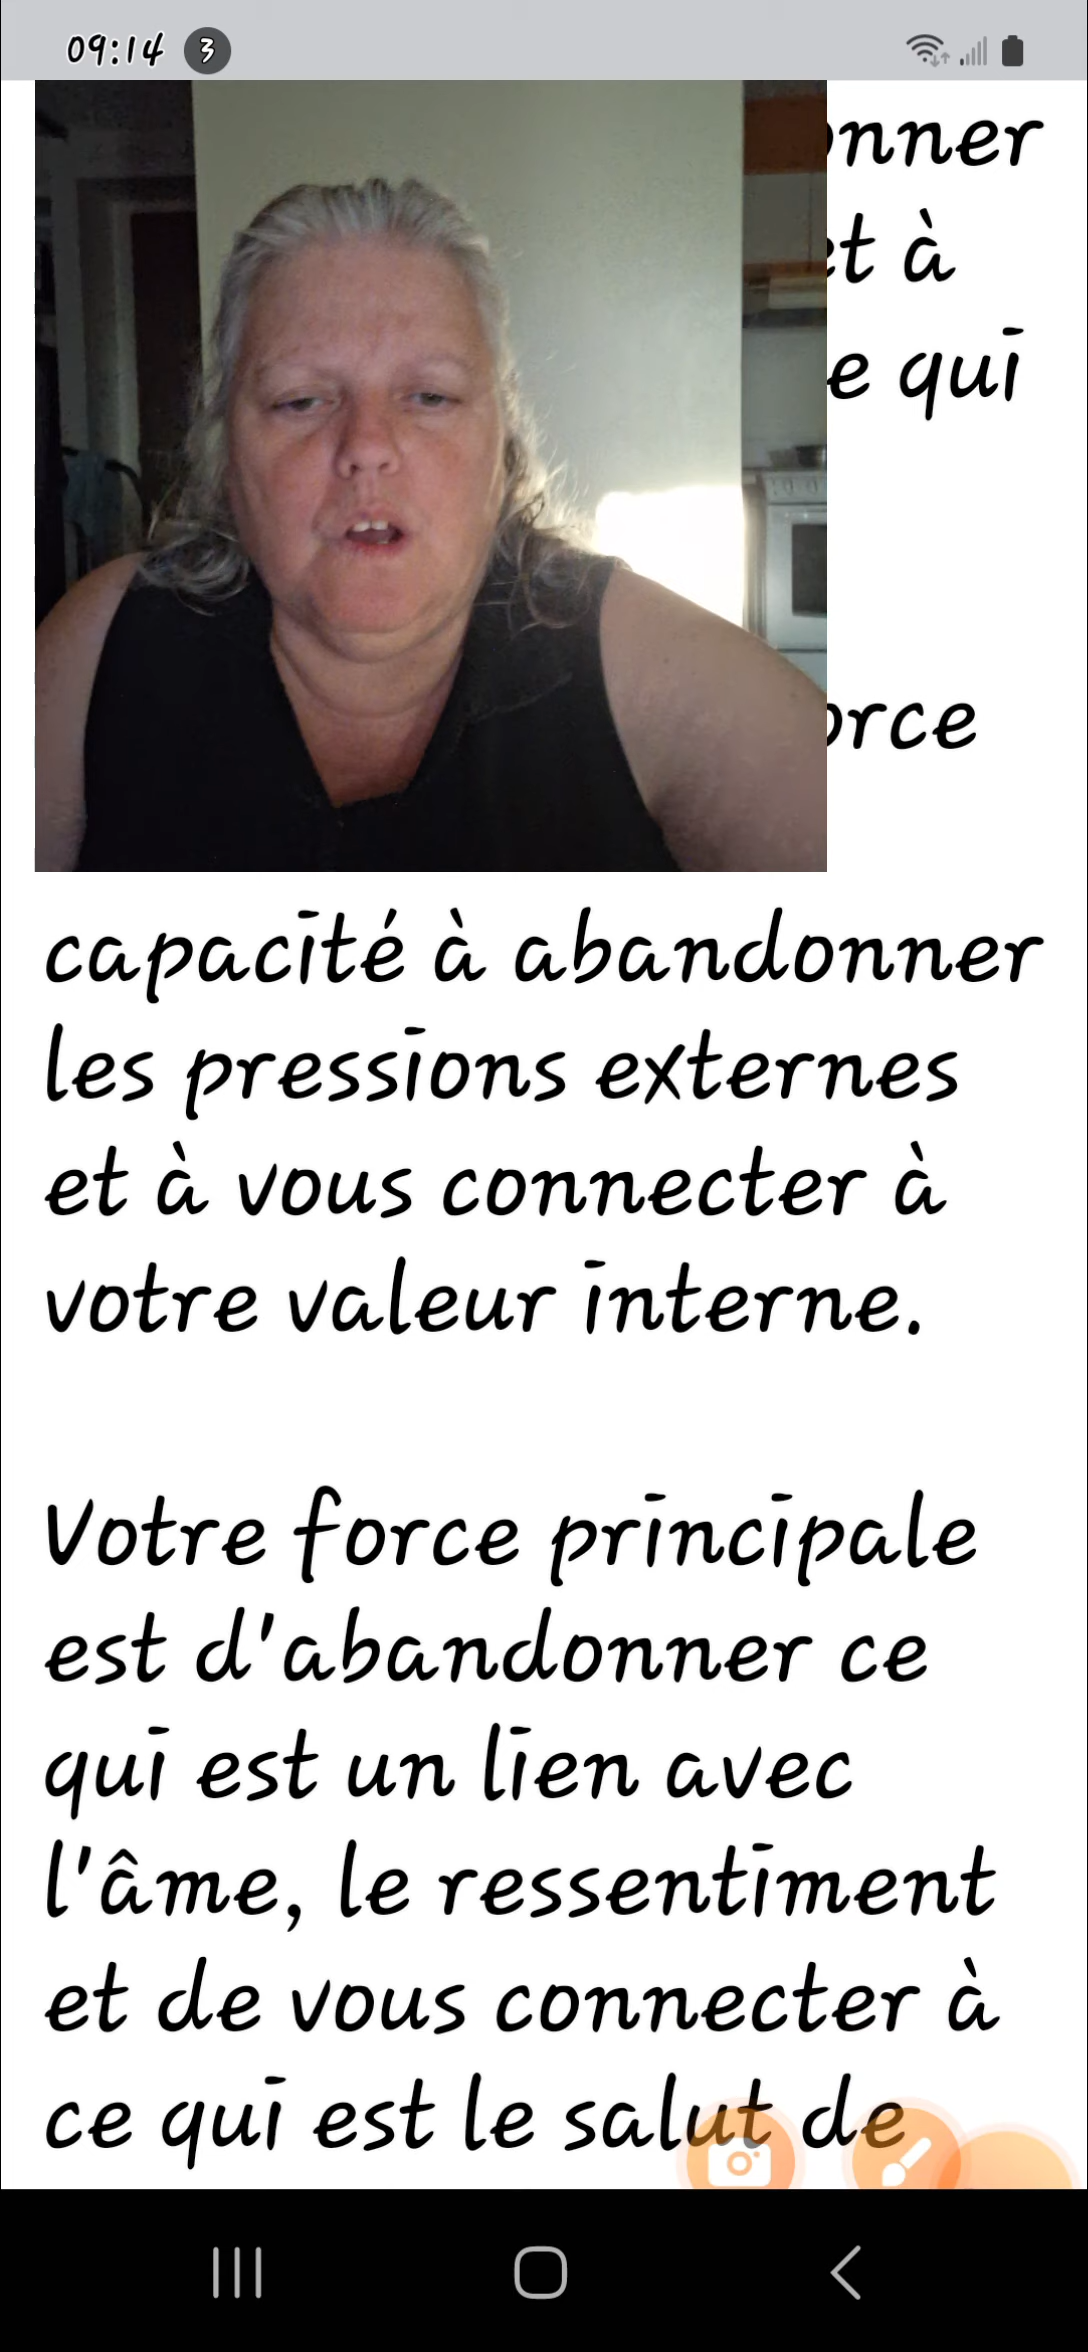 09:14 3
nner
et à
e qui
orce
capacité à abandonner
les pressions externes
et à vous connecter à
votre valeur interne.
Votre force principale
est d'abandonner ce
qui est un lien avec
l'âme, le ressentiment
et de vous connecter à
ce qui est le salut de